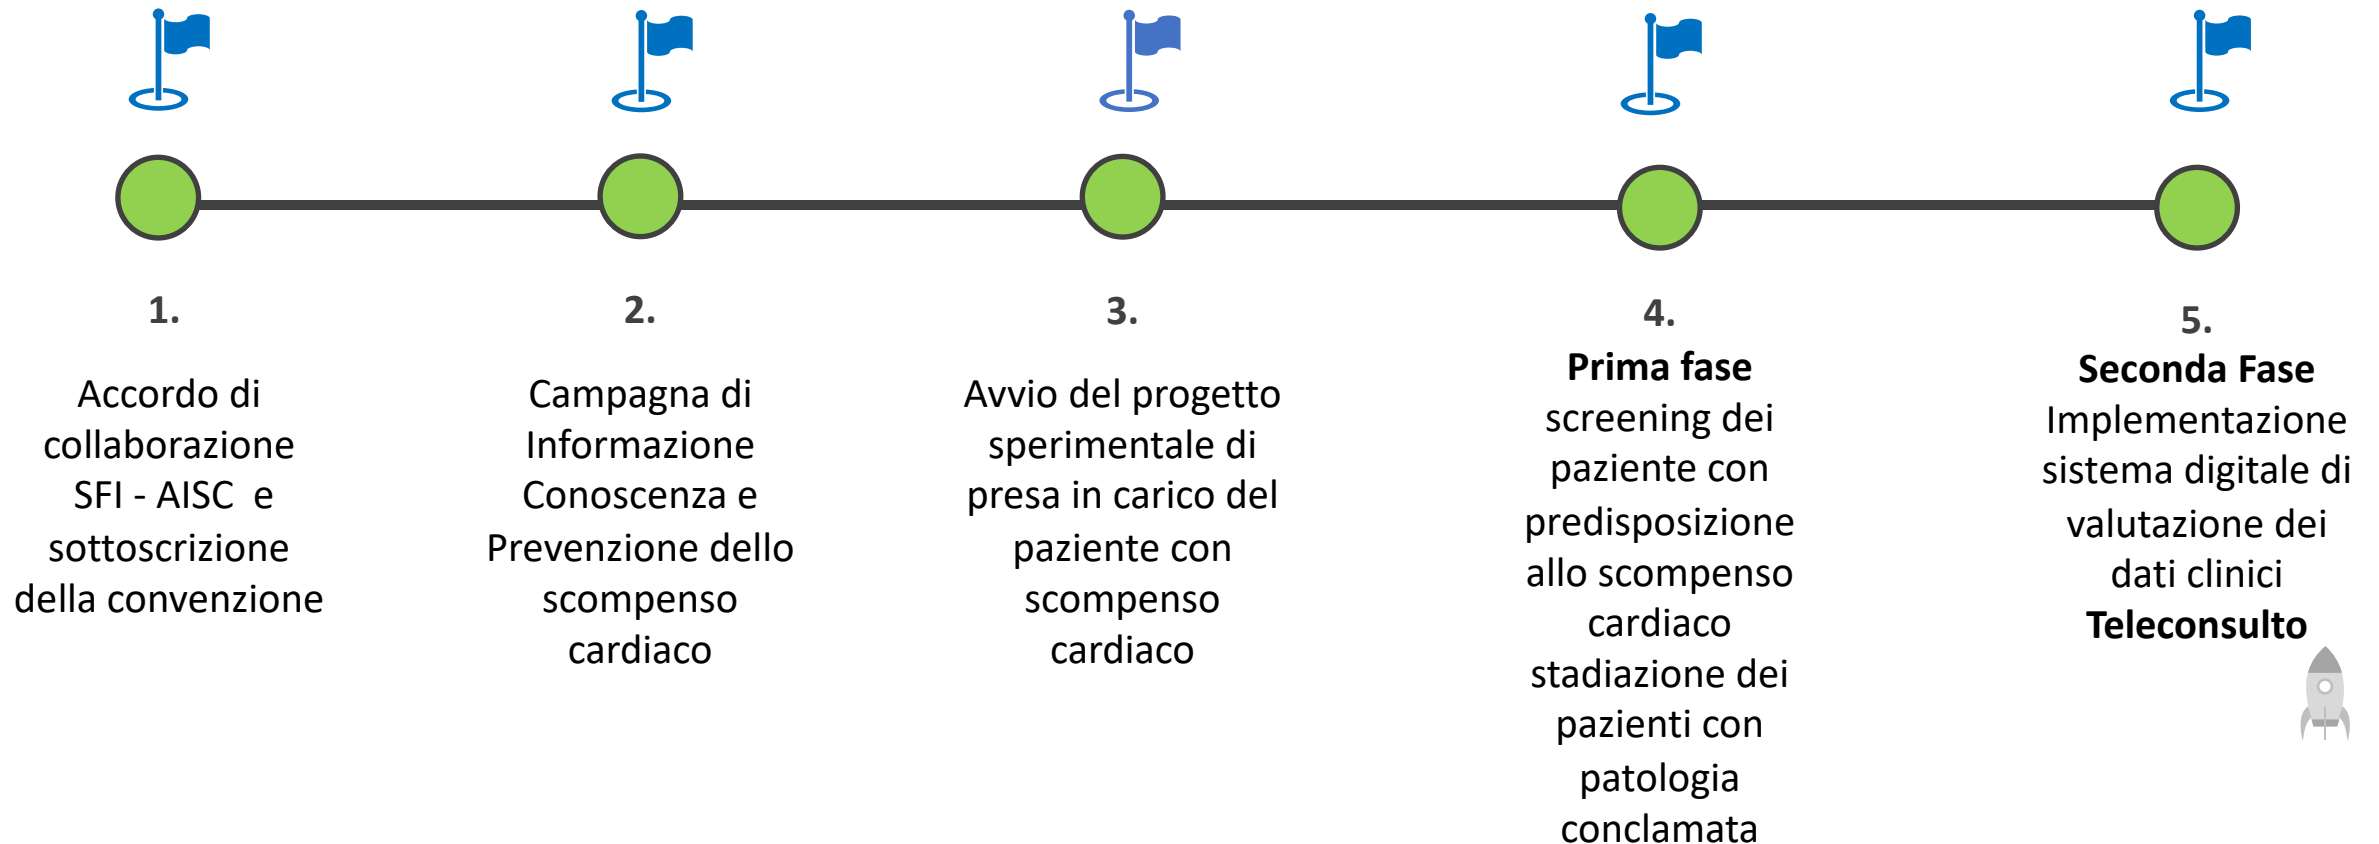 1.
Accordo di
collaborazione
SFI - AISC e
sottoscrizione
della convenzione
2.
Campagna di
Informazione
Conoscenza e
Prevenzione dello
scompenso
cardiaco
3.
Avvio del progetto
sperimentale di
presa in carico del
paziente con
scompenso
cardiaco
4.
Prima fase
screening dei
paziente con
predisposizione
allo scompenso
cardiaco
stadiazione dei
pazienti con
patologia
conclamata
5.
Seconda Fase
Implementazione
sistema digitale di
valutazione dei
dati clinici
Teleconsulto